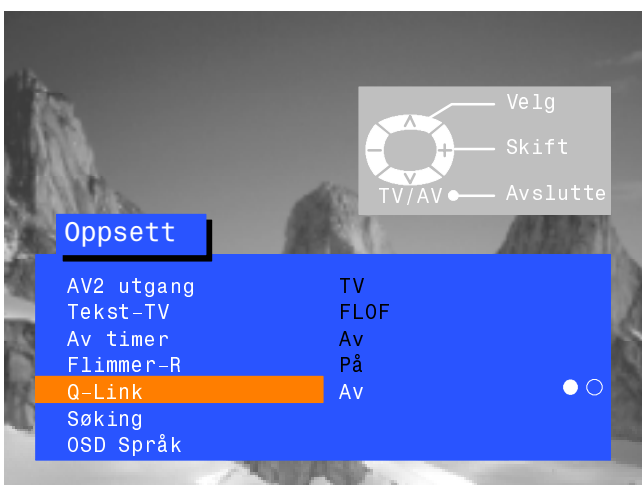 Velg
Skift
TV/AV Avslutte
Oppsett
AV2 utgang TV
Tekst-TV FLOF
Av timer Av
Flimmer-R På
Q-Link Av
Søking
OSD Språk